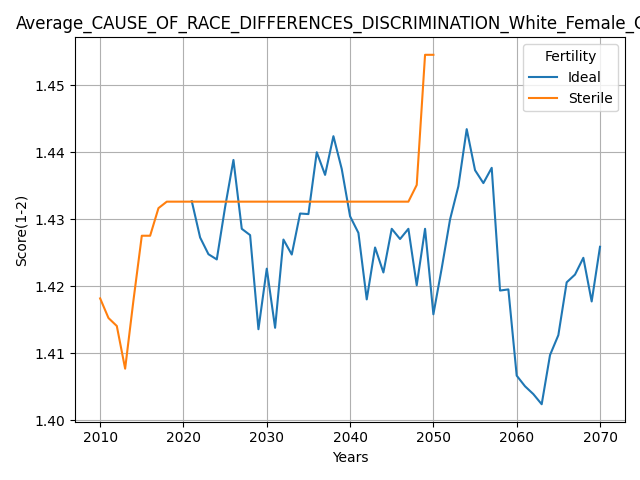 Average_CAUSE_OF_RACE_DIFFERENCES_DISCRIMINATION_White_Female_
Fertility
Ideal
Sterile
Score(1-2)
1.45
1.44
1.43
1.42
1.41
1.40
2010 2020 2030 2040 2050 2060 2070
Years